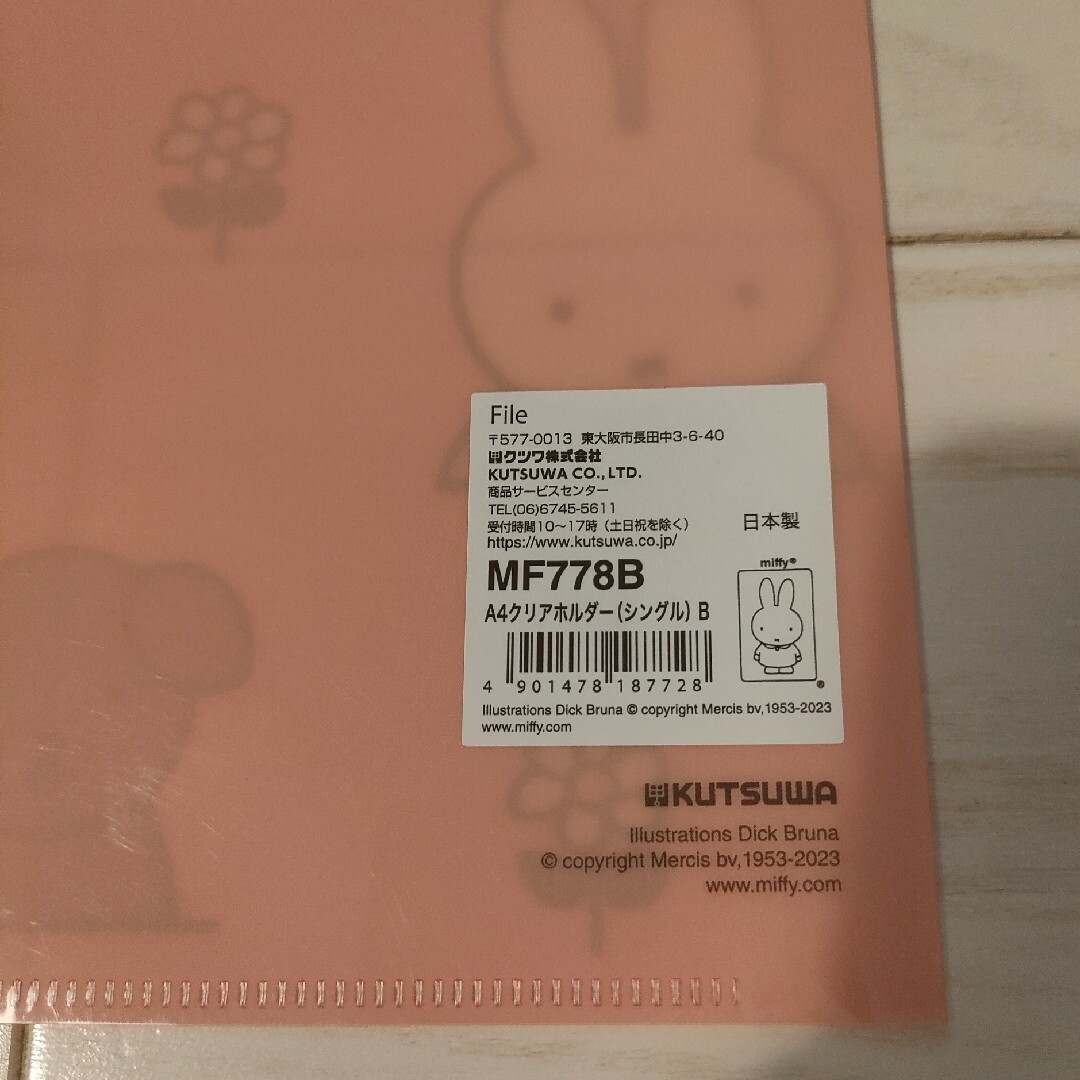 File
〒577-0013 東大阪市長田中3-6-40
クツワ株式会社
KUTSUWA CO., LTD.
商品サービスセンター
TEL(06)6745-5611
受付時間10〜17時（土日祝を除く）
https://www.kutsuwa.co.jp/
日本製
MF778B
A4クリアホルダー(シングル) B
miffy®
®
4 901478 187728
Illustrations Dick Bruna © copyright Mercis bv,1953-2023
www.miffy.com
KUTSUWA
Illustrations Dick Bruna
© copyright Mercis bv,1953-2023
www.miffy.com